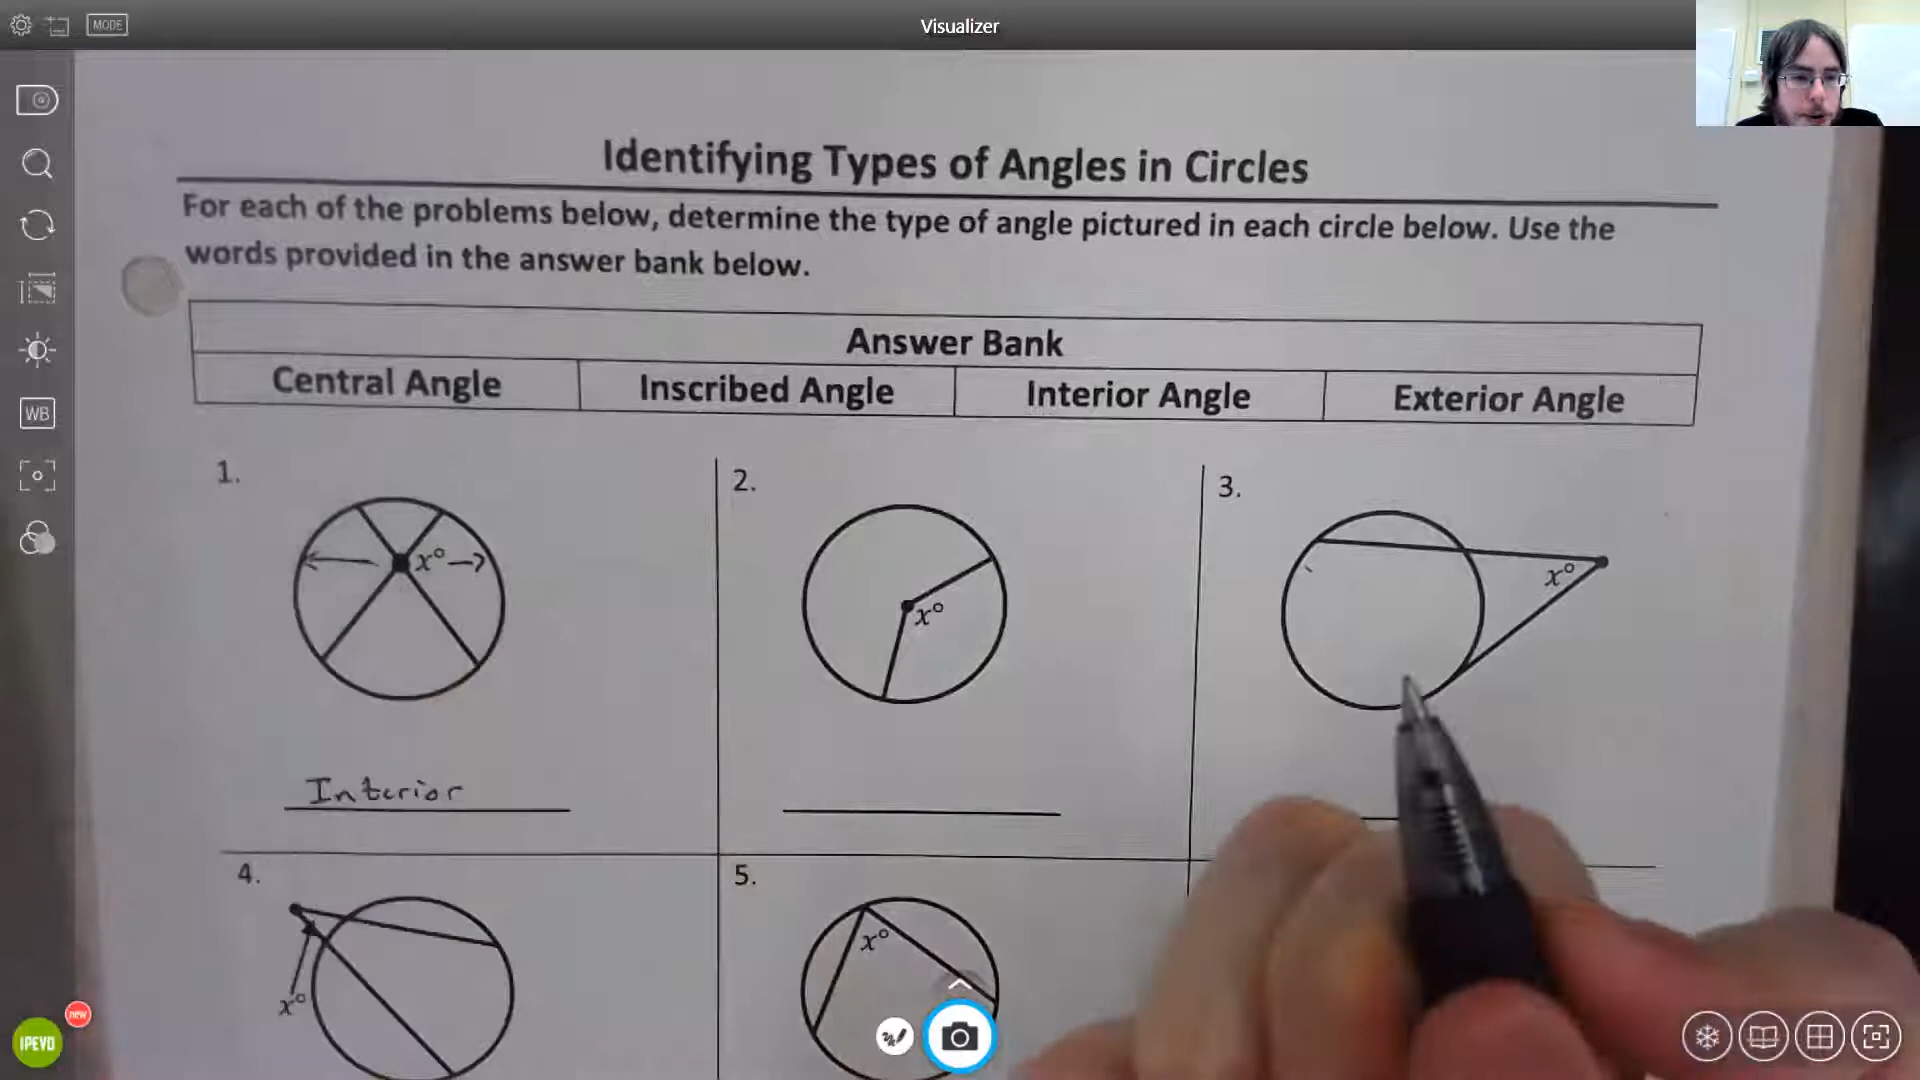 MODE
Visualizer
Identifying Types of Angles in Circles
For each of the problems below, determine the type of angle pictured in each circle below. Use the
words provided in the answer bank below.
Answer Bank
Central Angle Inscribed Angle Interior Angle Exterior Angle
WB
1. 2. 3.
x° x° x°
Interior
4. 5.
x° x°
new
IPEVO